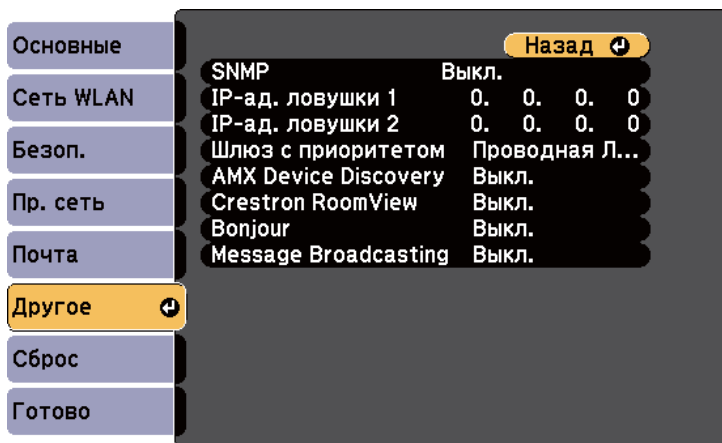 Основные
Сеть WLAN
Безоп.
Пр. сеть
Почта
Другое
Сброс
Готово
Назад
SNMP Выкл.
IP-ад. ловушки 1 0. 0. 0. 0
IP-ад. ловушки 2 0. 0. 0. 0
Шлюз с приоритетом Проводная Л...
AMX Device Discovery Выкл.
Crestron RoomView Выкл.
Bonjour Выкл.
Message Broadcasting Выкл.